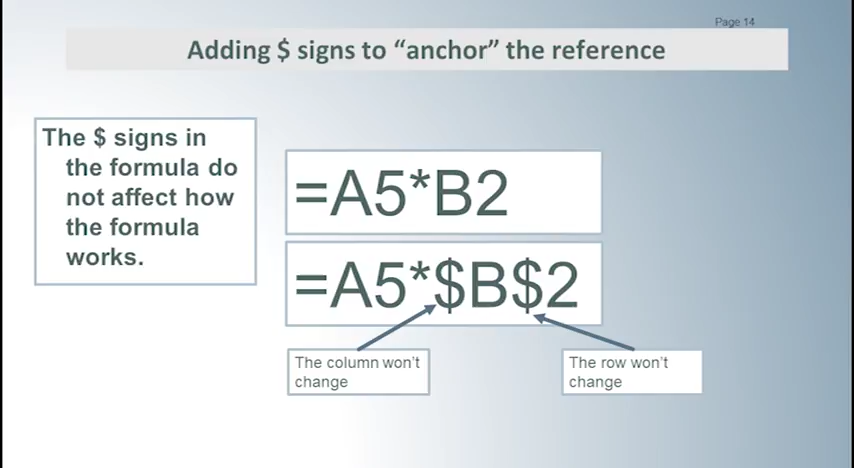 Page 14
Adding $ signs to “anchor” the reference
The $ signs in
the formula do
not affect how
the formula
works.
=A5*B2
=A5*$B$2
The column won’t
change
The row won’t
change